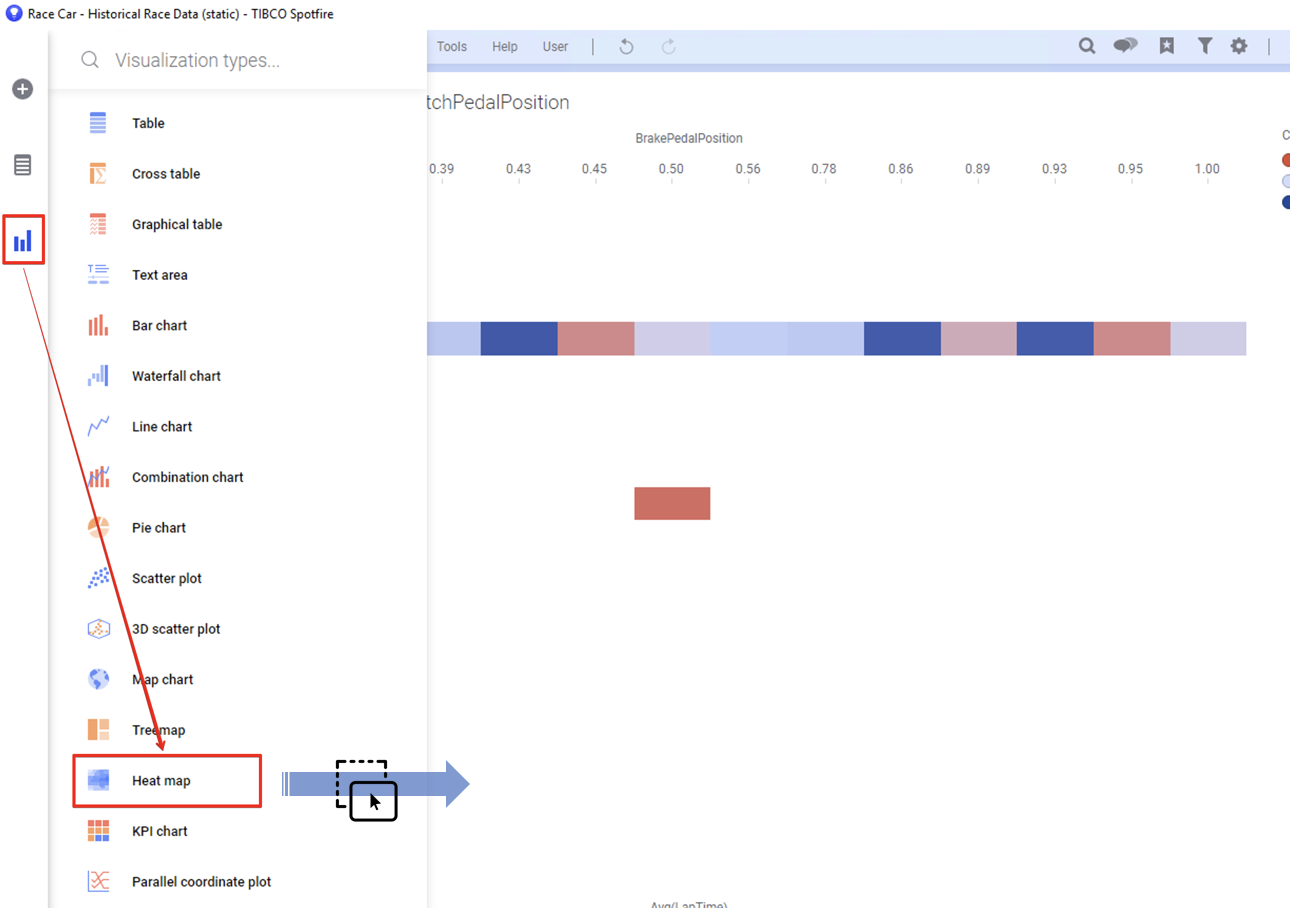 Race Car - Historical Race Data (static) - TIBCO Spotfire
Visualization types...
Tools Help User
Table
Cross table
Graphical table
Text area
Bar chart
Waterfall chart
Line chart
Combination chart
Pie chart
Scatter plot
3D scatter plot
Map chart
Treemap
Heat map
KPI chart
Parallel coordinate plot
tchPedalPosition
BrakePedalPosition
0.39 0.43 0.45 0.50 0.56 0.78 0.86 0.89 0.93 0.95 1.00
C
Avg(LapTime)